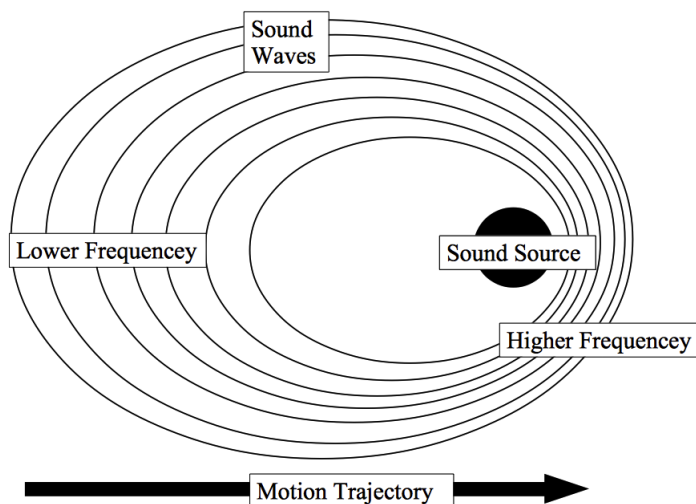 Sound
Waves
Lower Frequencey
Sound Source
Higher Frequencey
Motion Trajectory